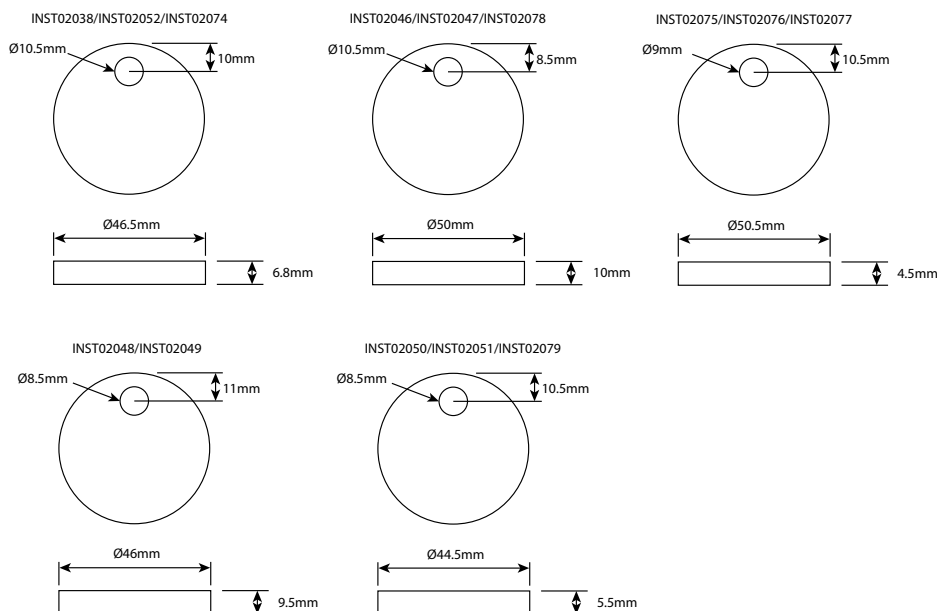 INST02038/INST02052/INST02074
Ø10.5mm
10mm
Ø46.5mm
6.8mm
INST02046/INST02047/INST02078
Ø10.5mm
8.5mm
Ø50mm
10mm
INST02075/INST02076/INST02077
Ø9mm
10.5mm
Ø50.5mm
4.5mm
INST02048/INST02049
Ø8.5mm
11mm
Ø46mm
9.5mm
INST02050/INST02051/INST02079
Ø8.5mm
10.5mm
Ø44.5mm
5.5mm